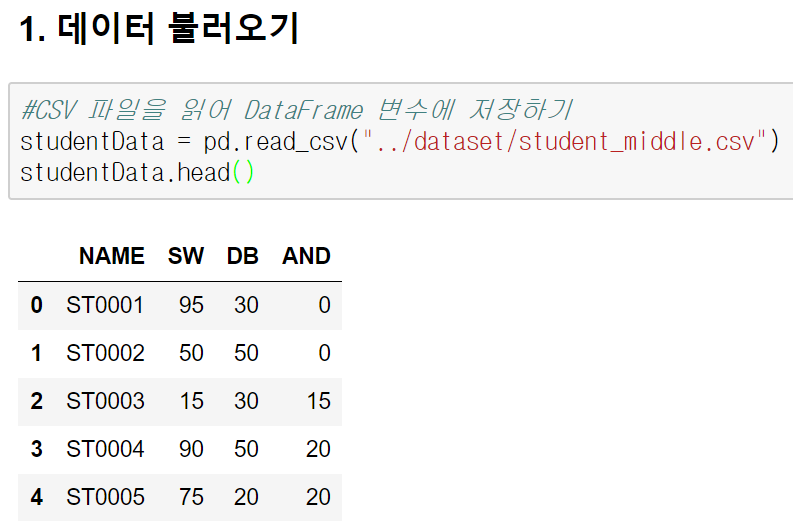 1. 데이터 불러오기
#CSV 파일을 읽어 DataFrame 변수에 저장하기
studentData = pd.read_csv("../dataset/student_middle.csv")
studentData.head()
NAME SW DB AND
0 ST0001 95 30 0
1 ST0002 50 50 0
2 ST0003 15 30 15
3 ST0004 90 50 20
4 ST0005 75 20 20